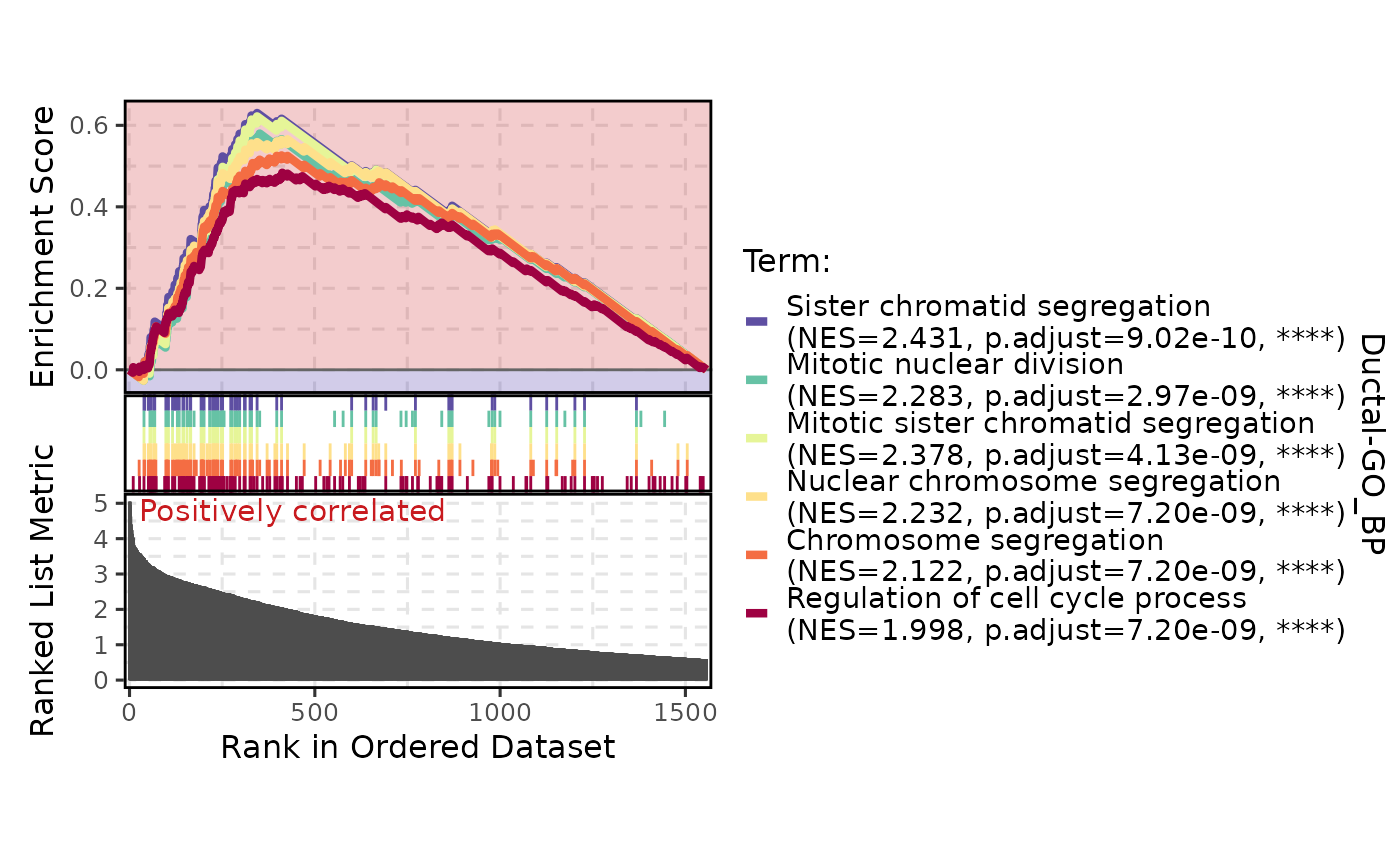 Enrichment Score
0.6
0.4
0.2
0.0
Ranked List Metric
Positively correlated
5
4
3
2
1
0
0
500
1000
1500
Rank in Ordered Dataset
Term:
Sister chromatid segregation
(NES=2.431, p.adjust=9.02e-10, ****)
Mitotic nuclear division
(NES=2.283, p.adjust=2.97e-09, ****)
Mitotic sister chromatid segregation
(NES=2.378, p.adjust=4.13e-09, ****)
Nuclear chromosome segregation
(NES=2.232, p.adjust=7.20e-09, ****)
Chromosome segregation
(NES=2.122, p.adjust=7.20e-09, ****)
Regulation of cell cycle process
(NES=1.998, p.adjust=7.20e-09, ****)
Ductal-GO_BP